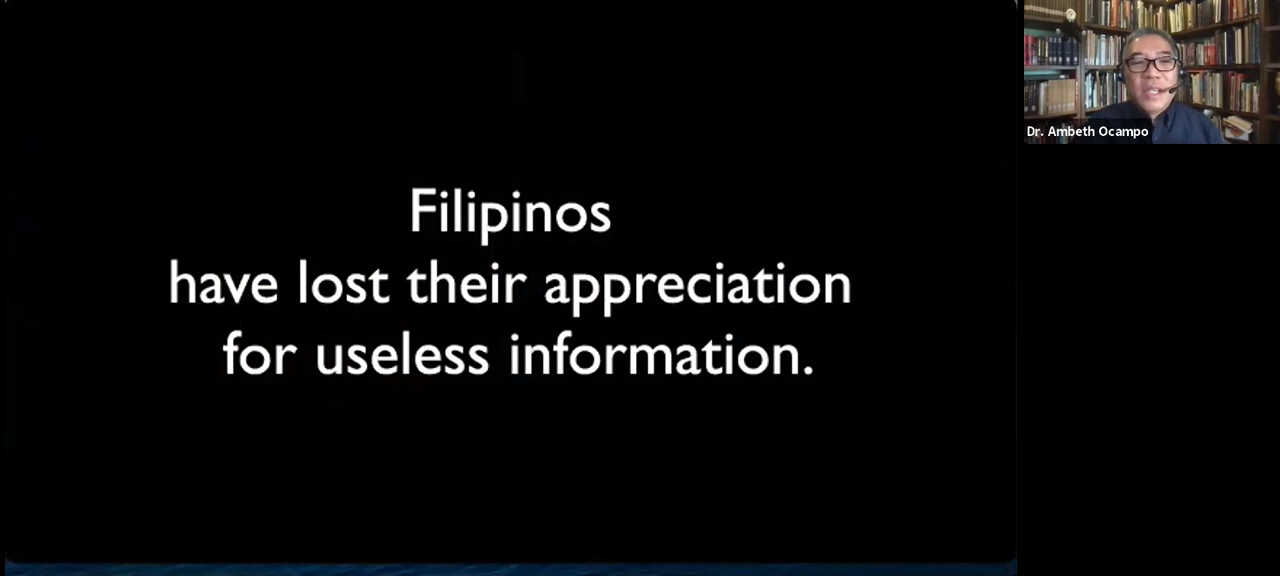 Filipinos
have lost their appreciation
for useless information.
Dr. Ambeth Ocampo